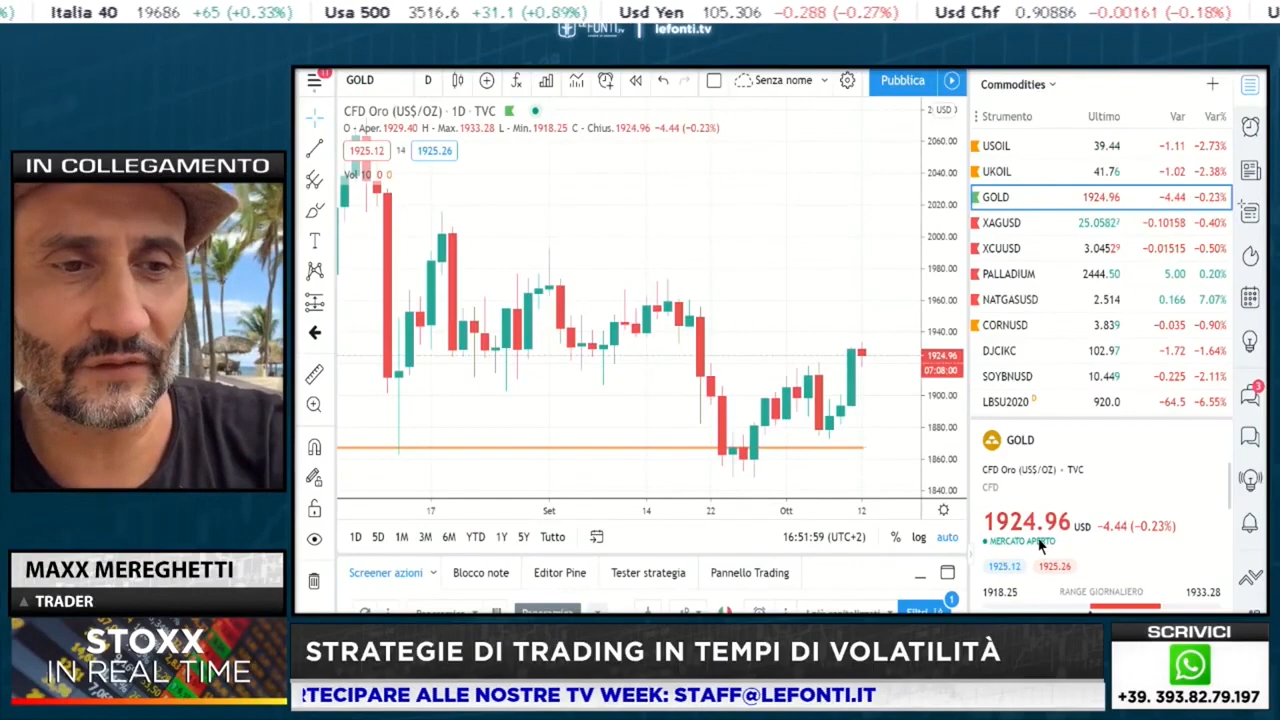 %) Italia 40 19686 +65 (+0.33%) Usa 500 3516.6 +31.1 (+0.89%) Usd Yen 105.306 -0.288 (-0.27%) Usd Chf 0.90886 -0.00161 (-0.18%)
LEFONTI.TV | lefonti.tv
IN COLLEGAMENTO
11
GOLD D Senza nome Pubblica
CFD Oro (US$/OZ) · 1D · TVC
O - Aper. 1929.40 H - Max. 1933.28 L - Min. 1918.25 C - Chius. 1924.96 -4.44 (-0.23%)
1925.12 14 1925.26
Vol 10 0 0
USD
2060.00
2040.00
2020.00
2000.00
1980.00
1960.00
1940.00
1924.96
07:08:00
1900.00
1880.00
1860.00
1840.00
17 Set 14 22 Ott 12
1D 5D 1M 3M 6M YTD 1Y 5Y Tutto 16:51:59 (UTC+2) % log auto
Screener azioni Blocco note Editor Pine Tester strategia Pannello Trading
1
Commodities
Strumento Ultimo Var Var%
USOIL 39.44 -1.11 -2.73%
UKOIL 41.76 -1.02 -2.38%
GOLD 1924.96 -4.44 -0.23%
XAGUSD 25.0582 -0.10158 -0.40%
XCUUSD 3.04529 -0.01515 -0.50%
PALLADIUM 2444.50 5.00 0.20%
NATGASUSD 2.514 0.166 7.07%
CORNUSD 3.839 -0.035 -0.90%
DJCIKC 102.97 -1.72 -1.64%
SOYBNUSD 10.449 -0.225 -2.11%
LBSU2020 D 920.0 -64.5 -6.55%
3
GOLD
CFD Oro (US$/OZ) · TVC
CFD
1924.96 USD -4.44 (-0.23%)
MERCATO APERTO
1925.12 1925.26
1918.25 RANGE GIORNALIERO 1933.28
MAXX MEREGHETTI
TRADER
STOXX
IN REAL TIME
STRATEGIE DI TRADING IN TEMPI DI VOLATILITÀ
RTECIPARE ALLE NOSTRE TV WEEK: STAFF@LEFONTI.IT
SCRIVICI
+39. 393.82.79.197